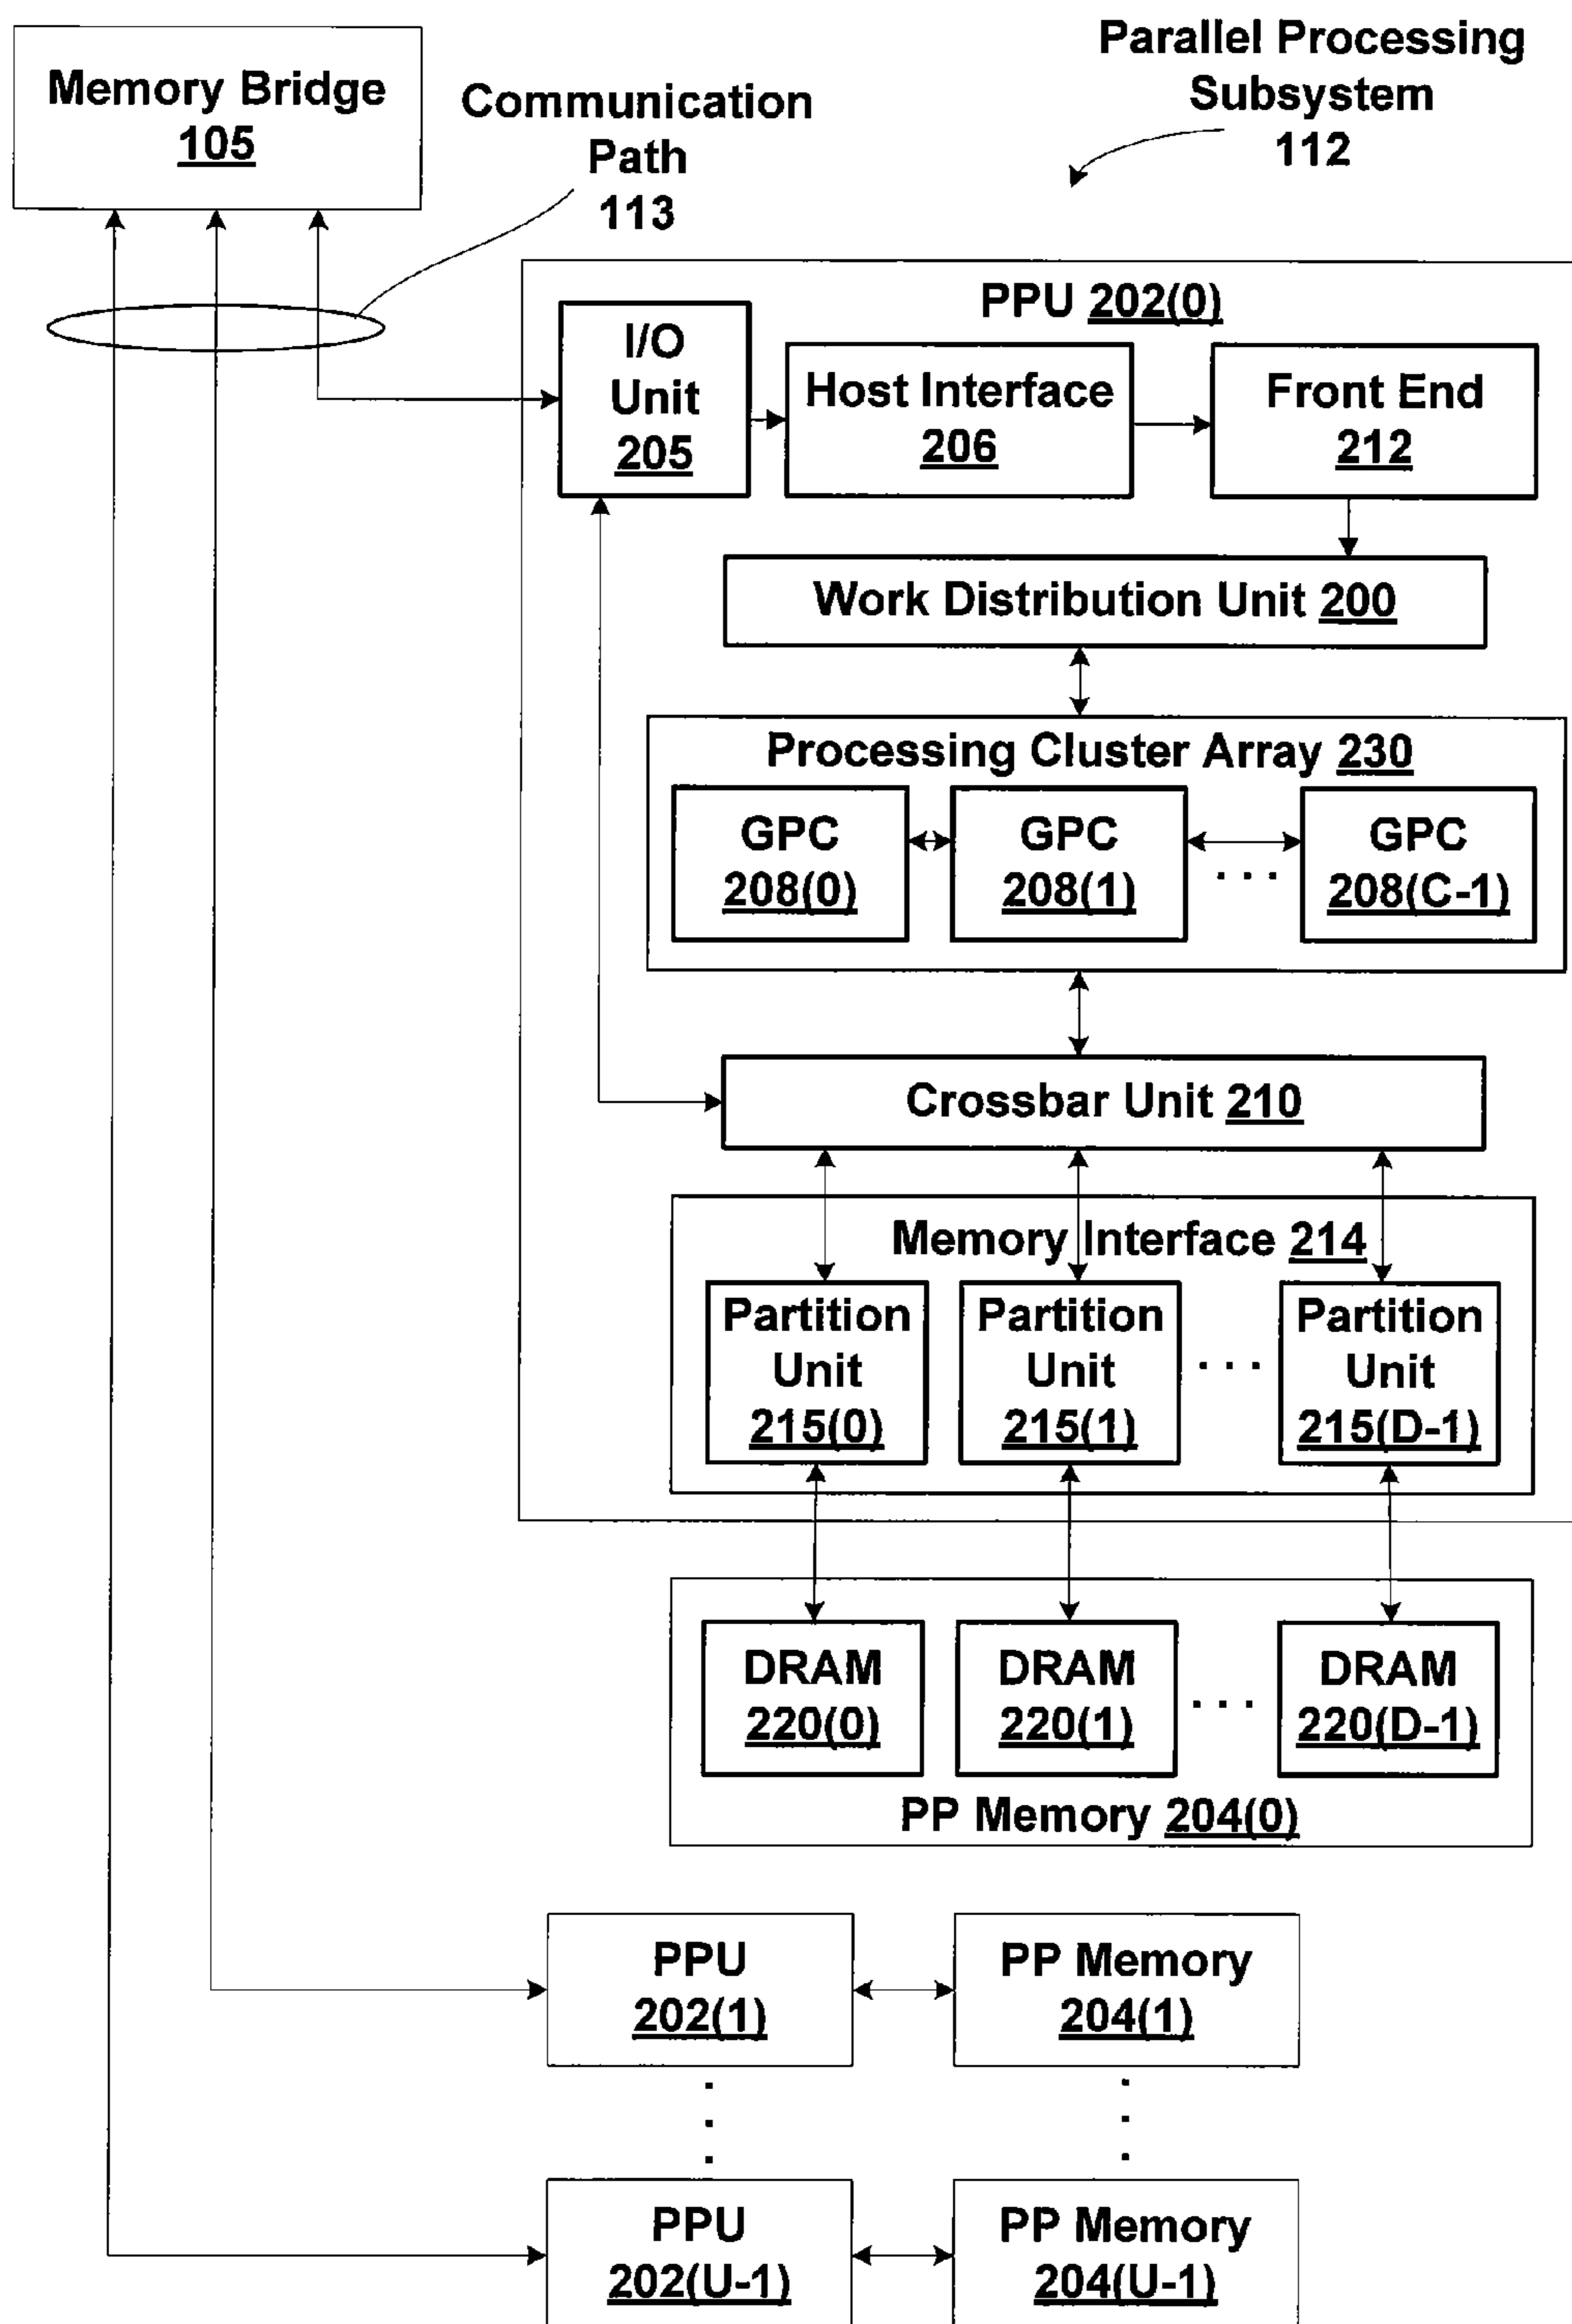 Memory Bridge
105
Communication
Path
113
Parallel Processing
Subsystem
112
PPU 202(0)
I/O
Unit
205
Host Interface
206
Front End
212
Work Distribution Unit 200
Processing Cluster Array 230
GPC
208(0)
GPC
208(1)
. . .
GPC
208(C-1)
Crossbar Unit 210
Memory Interface 214
Partition
Unit
215(0)
Partition
Unit
215(1)
. . .
Partition
Unit
215(D-1)
DRAM
220(0)
DRAM
220(1)
. . .
DRAM
220(D-1)
PP Memory 204(0)
PPU
202(1)
PP Memory
204(1)
PPU
202(U-1)
PP Memory
204(U-1)